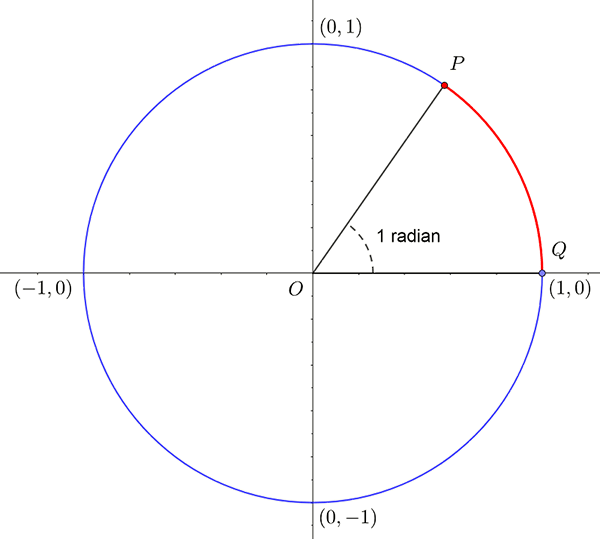 (0, 1)
P
1 radian
Q
(−1, 0)
O
(1, 0)
(0, −1)